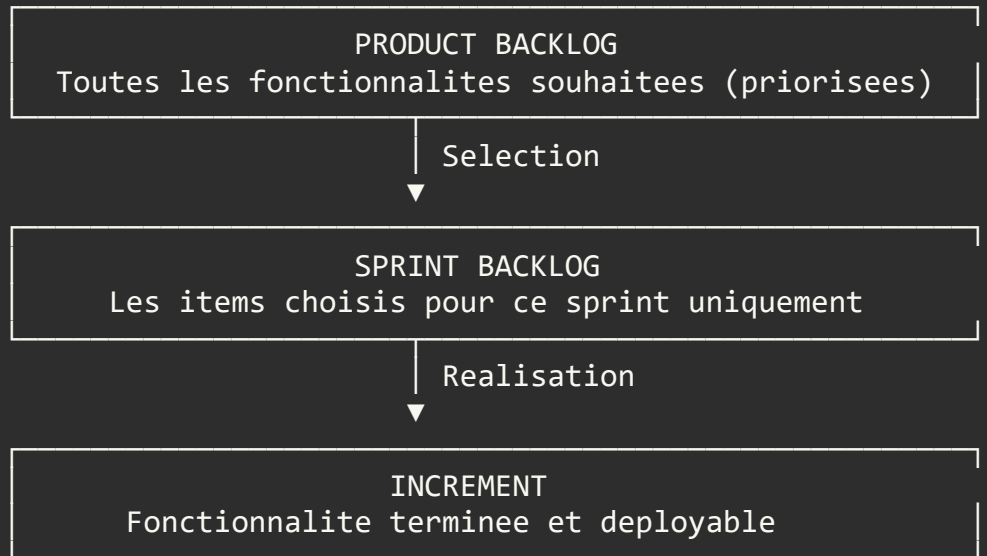 PRODUCT BACKLOG
Toutes les fonctionnalites souhaitees (priorisees)
Selection
SPRINT BACKLOG
Les items choisis pour ce sprint uniquement
Realisation
INCREMENT
Fonctionnalite terminee et deployable